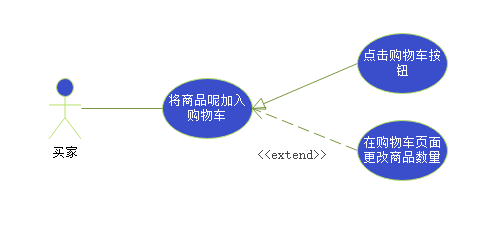 点击购物车按
钮
将商品呢加入
购物车
买家
<<extend>>
在购物车页面
更改商品数量